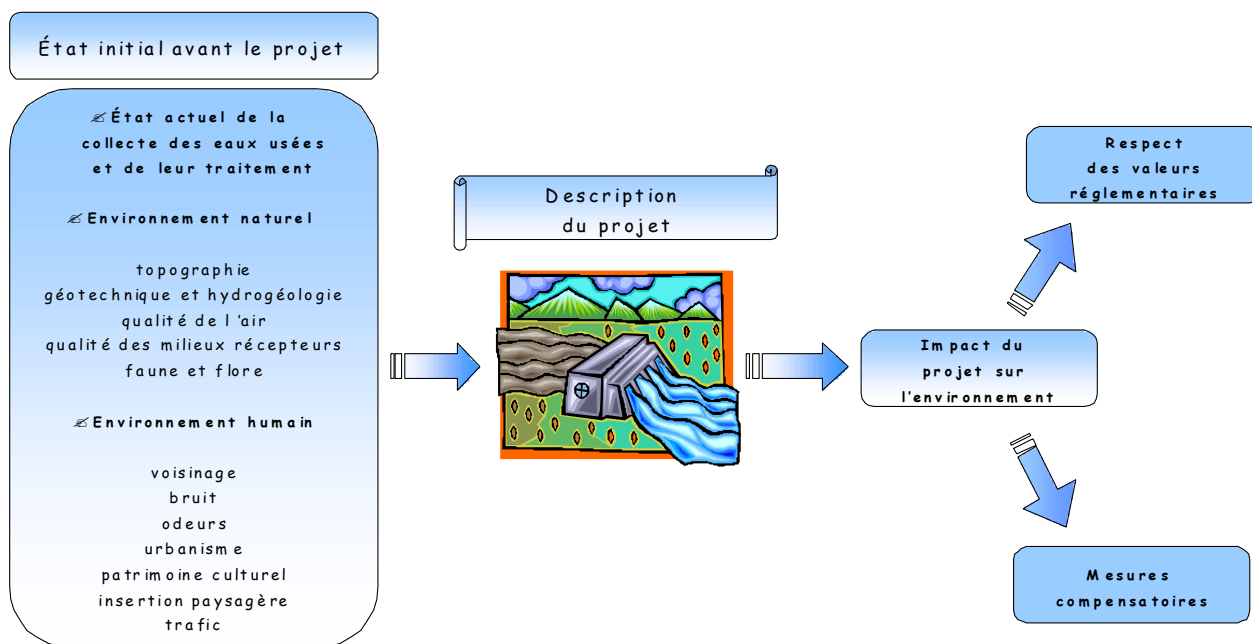 État initial avant le projet
État actuel de la
collecte des eaux usées
et de leur traitement
Environnement naturel
topographie
géotechnique et hydrogéologie
qualité de l 'air
qualité des milieux récepteurs
faune et flore
Environnement humain
voisinage
bruit
odeurs
urbanisme
patrimoine culturel
insertion paysagère
trafic
Description
du projet
Impact du
projet sur
l'environnement
Respect
des valeurs
réglementaires
Mesures
compensatoires